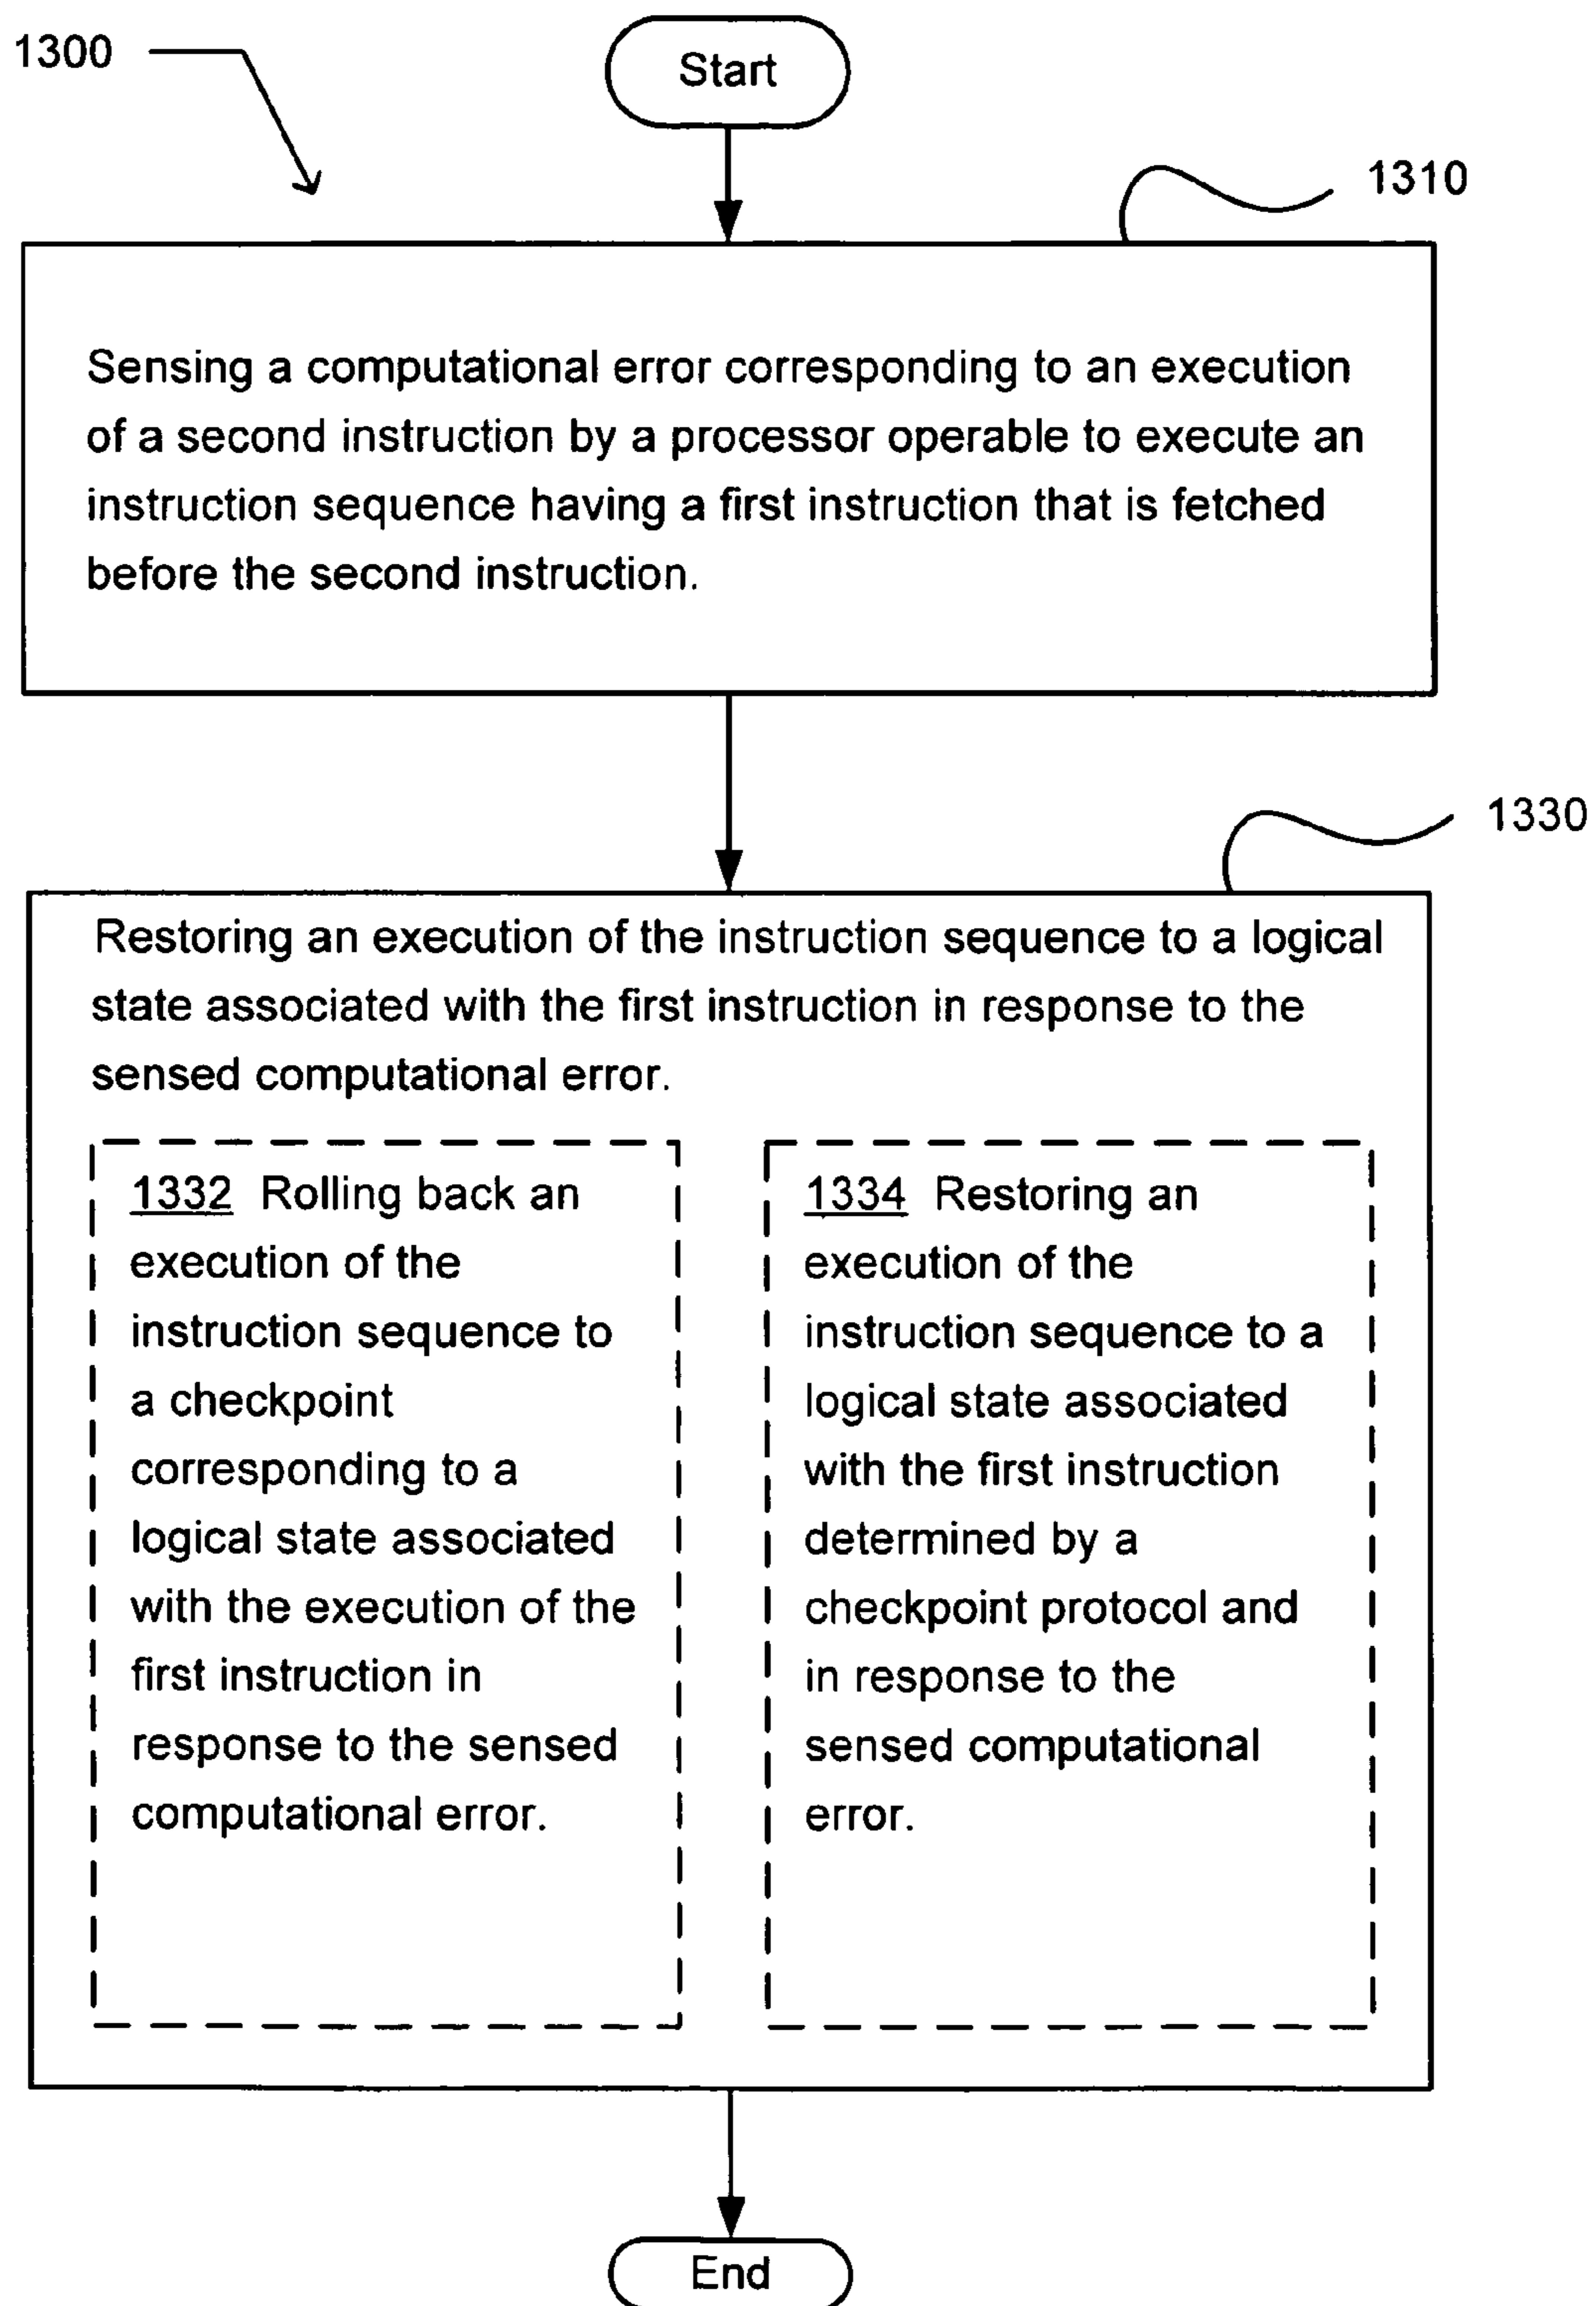 1300
Start
1310
Sensing a computational error corresponding to an execution
of a second instruction by a processor operable to execute an
instruction sequence having a first instruction that is fetched
before the second instruction.
1330
Restoring an execution of the instruction sequence to a logical
state associated with the first instruction in response to the
sensed computational error.
1332 Rolling back an
execution of the
instruction sequence to
a checkpoint
corresponding to a
logical state associated
with the execution of the
first instruction in
response to the sensed
computational error.
1334 Restoring an
execution of the
instruction sequence to a
logical state associated
with the first instruction
determined by a
checkpoint protocol and
in response to the
sensed computational
error.
End